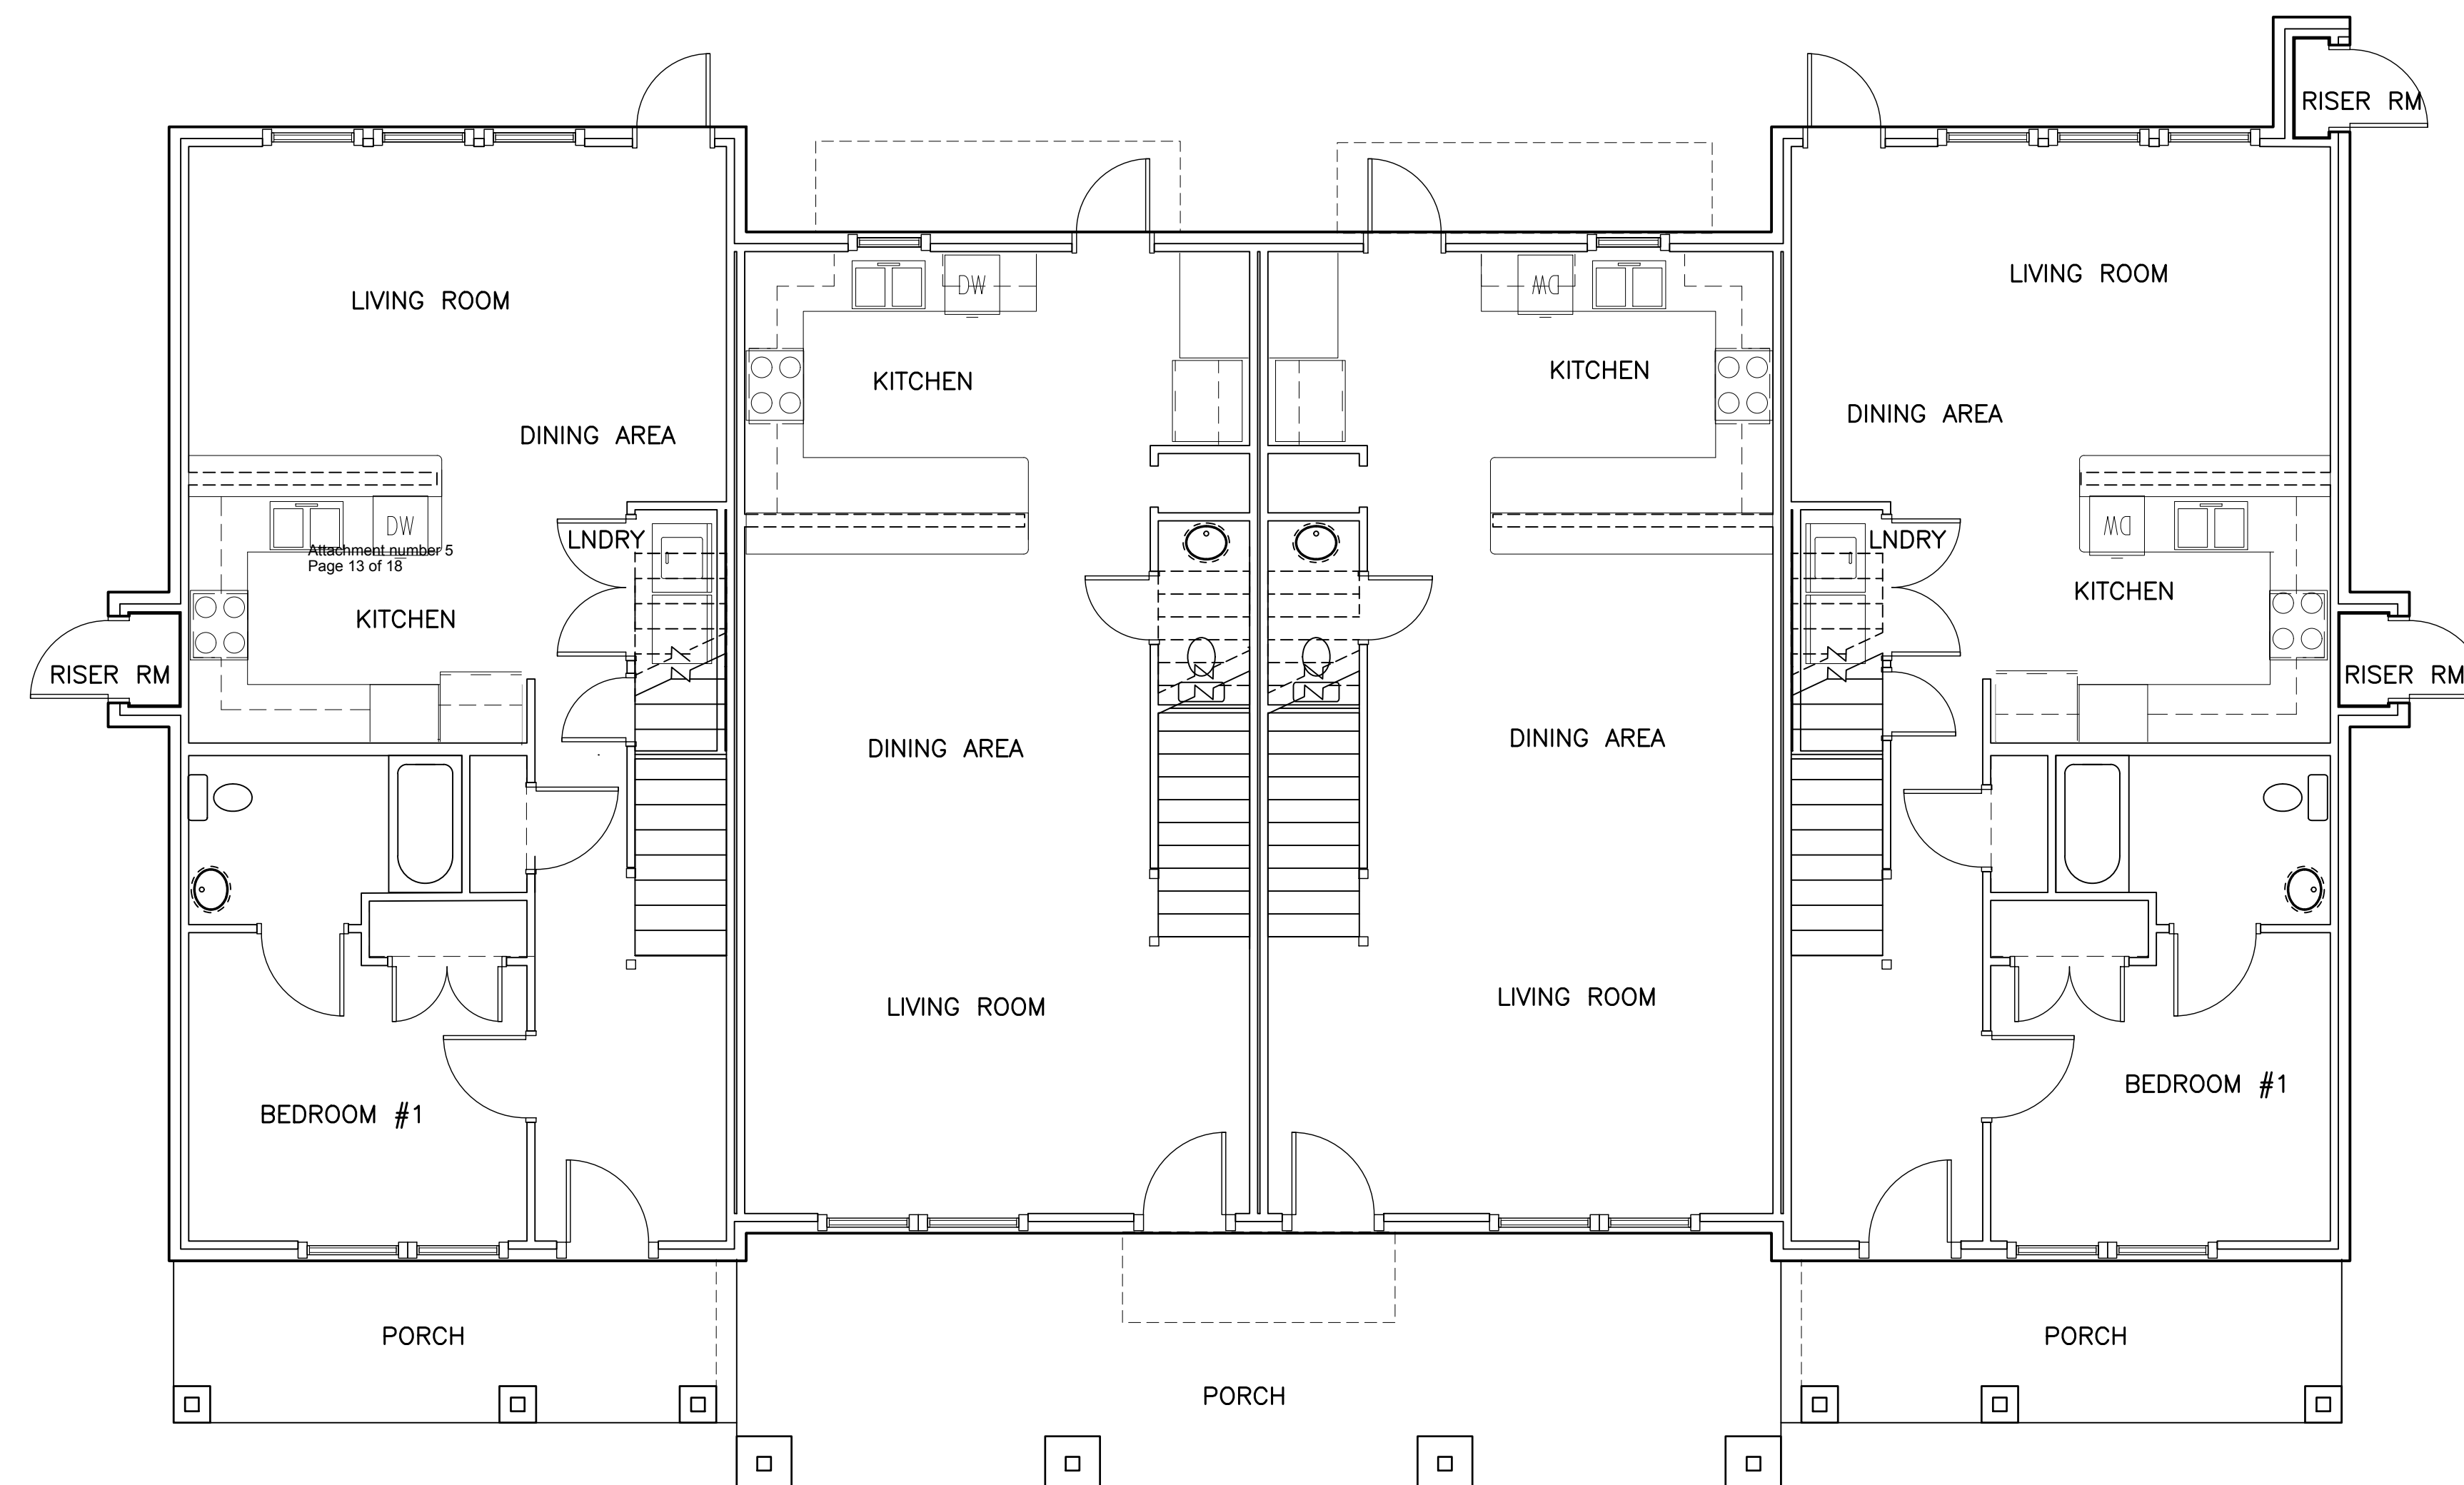 RISER RM
LIVING ROOM
LIVING ROOM
DW
DW
KITCHEN
KITCHEN
DINING AREA
DINING AREA
DW
LNDRY
LNDRY
DW
Attachment number 5
Page 13 of 18
KITCHEN
KITCHEN
RISER RM
RISER RM
DINING AREA
DINING AREA
LIVING ROOM
LIVING ROOM
BEDROOM #1
BEDROOM #1
PORCH
PORCH
PORCH